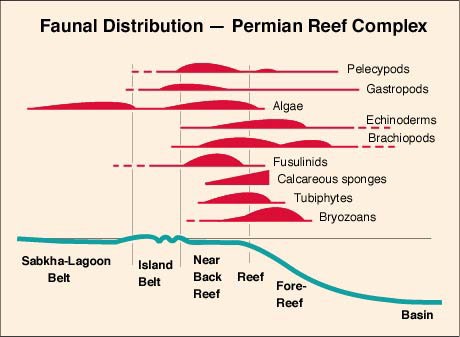 Faunal Distribution — Permian Reef Complex
Pelecypods
Gastropods
Algae
Echinoderms
Brachiopods
Fusulinids
Calcareous sponges
Tubiphytes
Bryozoans
Sabkha-Lagoon
Belt
Island
Belt
Near
Back
Reef
Reef
Fore-
Reef
Basin